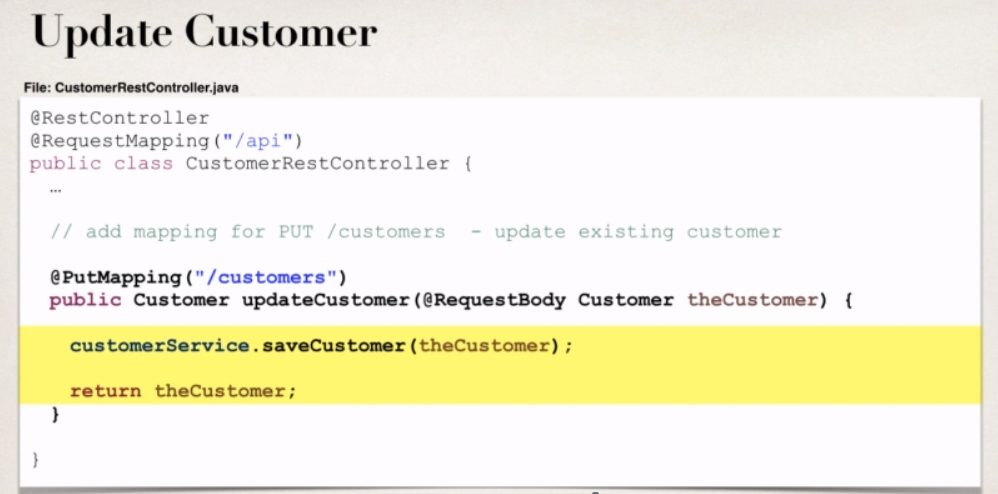 Update Customer
File: CustomerRestController.java
@RestController
@RequestMapping("/api")
public class CustomerRestController {
…
// add mapping for PUT /customers - update existing customer
@PutMapping("/customers")
public Customer updateCustomer(@RequestBody Customer theCustomer) {
customerService.saveCustomer(theCustomer);
return theCustomer;
}
}